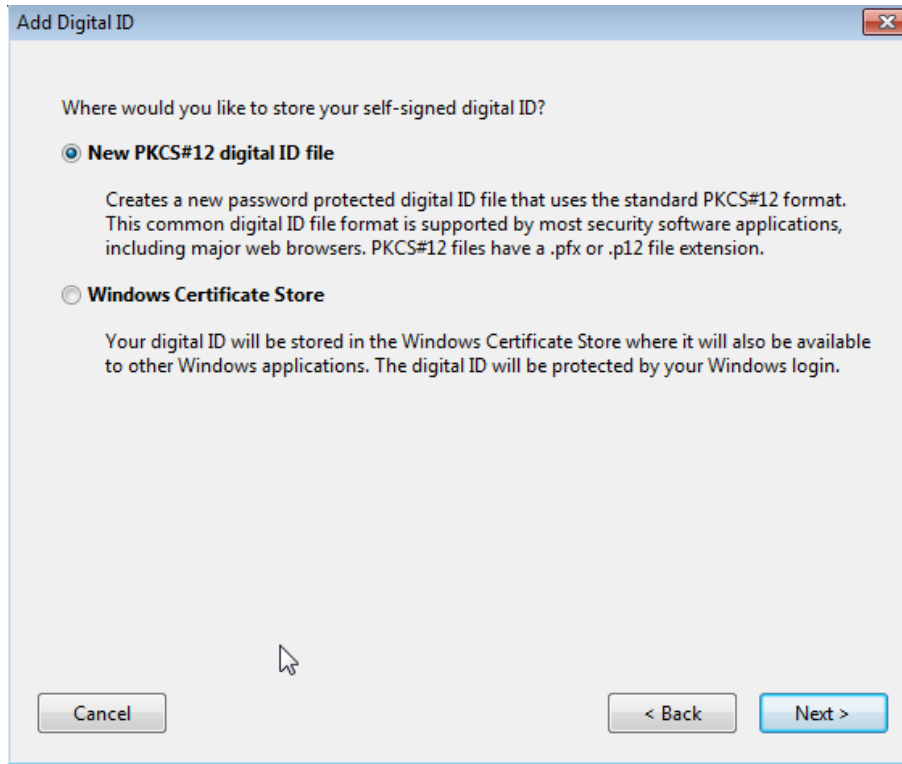 Add Digital ID
Where would you like to store your self-signed digital ID?
New PKCS#12 digital ID file
Creates a new password protected digital ID file that uses the standard PKCS#12 format.
This common digital ID file format is supported by most security software applications,
including major web browsers. PKCS#12 files have a .pfx or .p12 file extension.
Windows Certificate Store
Your digital ID will be stored in the Windows Certificate Store where it will also be available
to other Windows applications. The digital ID will be protected by your Windows login.
Cancel
< Back
Next >